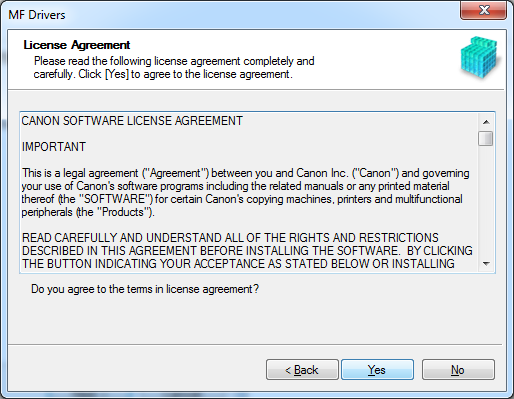 MF Drivers
License Agreement
Please read the following license agreement completely and
carefully. Click [Yes] to agree to the license agreement.
CANON SOFTWARE LICENSE AGREEMENT
IMPORTANT
This is a legal agreement ("Agreement") between you and Canon Inc. ("Canon") and governing
your use of Canon's software programs including the related manuals or any printed material
thereof (the "SOFTWARE") for certain Canon's copying machines, printers and multifunctional
peripherals (the "Products").
READ CAREFULLY AND UNDERSTAND ALL OF THE RIGHTS AND RESTRICTIONS
DESCRIBED IN THIS AGREEMENT BEFORE INSTALLING THE SOFTWARE.  BY CLICKING
THE BUTTON INDICATING YOUR ACCEPTANCE AS STATED BELOW OR INSTALLING
Do you agree to the terms in license agreement?
< Back
Yes
No